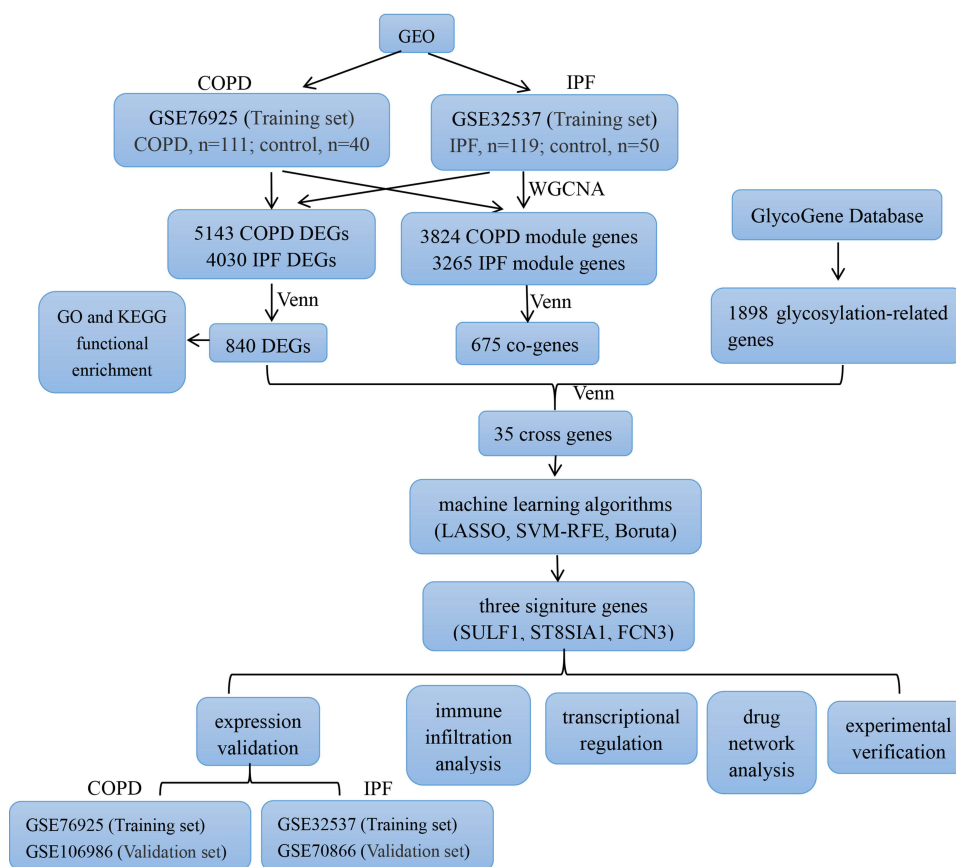 GEO
COPD
IPF
GSE76925 (Training set)
COPD, n=111; control, n=40
GSE32537 (Training set)
IPF, n=119; control, n=50
WGCNA
5143 COPD DEGs
4030 IPF DEGs
3824 COPD module genes
3265 IPF module genes
GlycoGene Database
Venn
Venn
GO and KEGG
functional
enrichment
840 DEGs
675 co-genes
1898 glycosylation-related
genes
Venn
35 cross genes
machine learning algorithms
(LASSO, SVM-RFE, Boruta)
three signiture genes
(SULF1, ST8SIA1, FCN3)
expression
validation
immune
infiltration
analysis
transcriptional
regulation
drug
network
analysis
experimental
verification
COPD
IPF
GSE76925 (Training set)
GSE106986 (Validation set)
GSE32537 (Training set)
GSE70866 (Validation set)